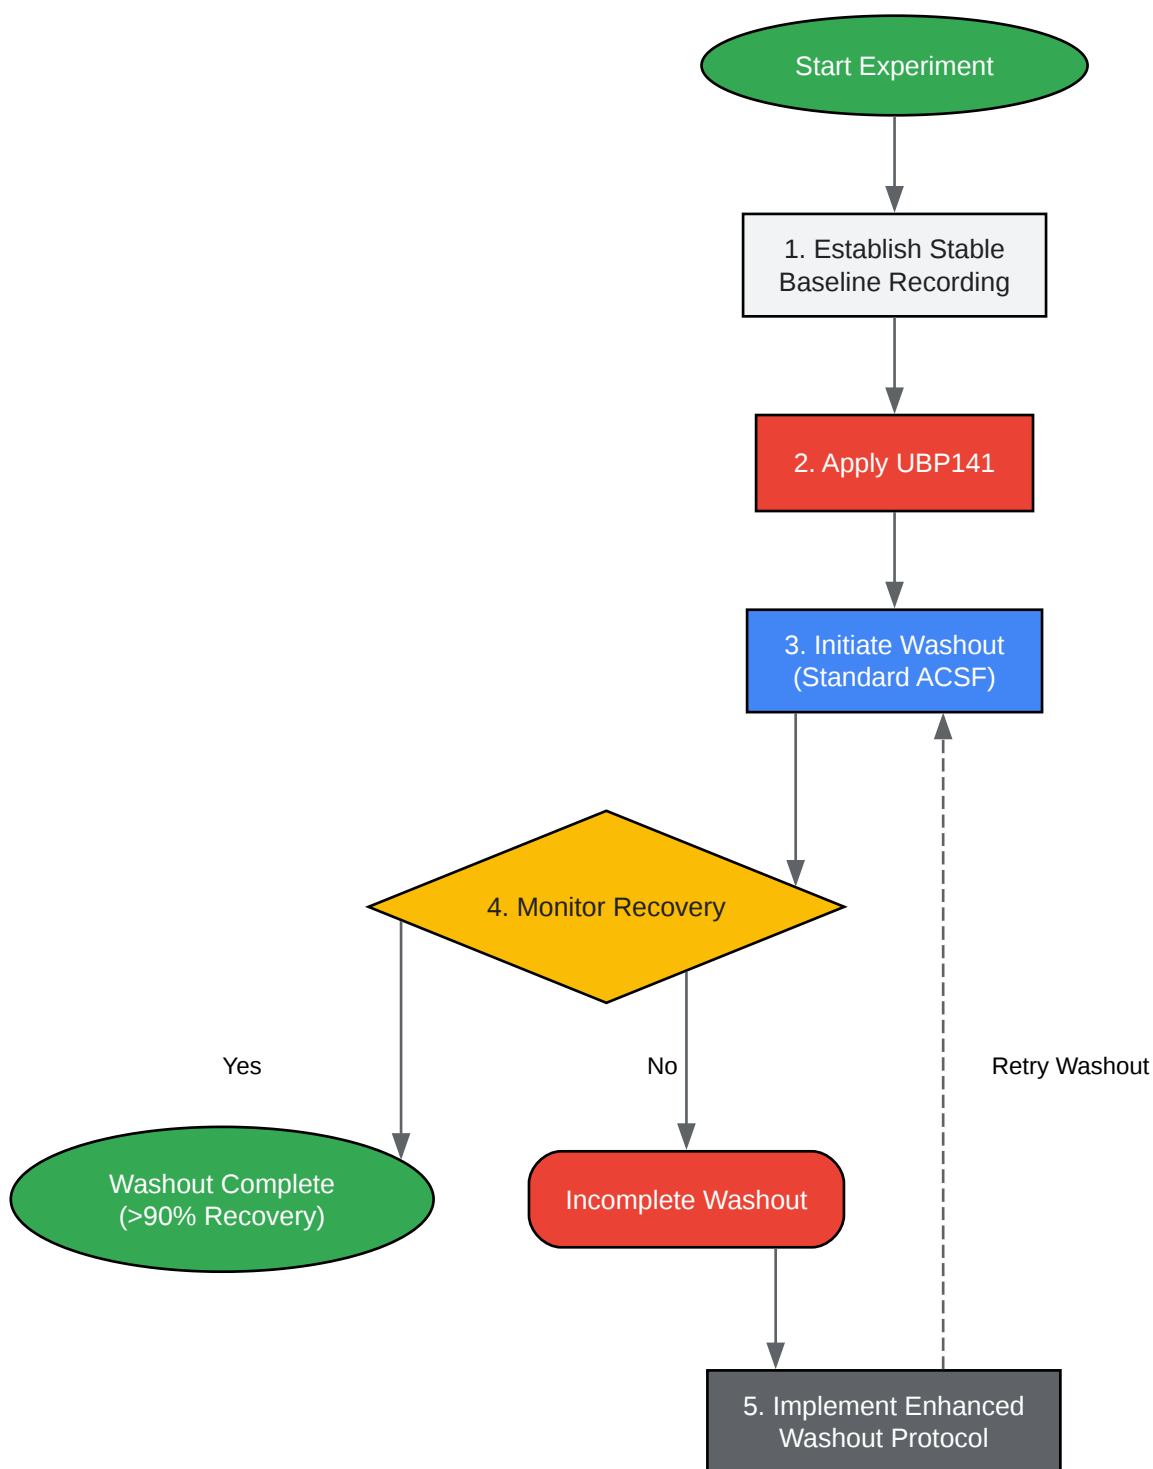 Start Experiment
1. Establish Stable
Baseline Recording
2. Apply UBP141
3. Initiate Washout
(Standard ACSF)
4. Monitor Recovery
Yes
No
Retry Washout
Washout Complete
(>90% Recovery)
Incomplete Washout
5. Implement Enhanced
Washout Protocol